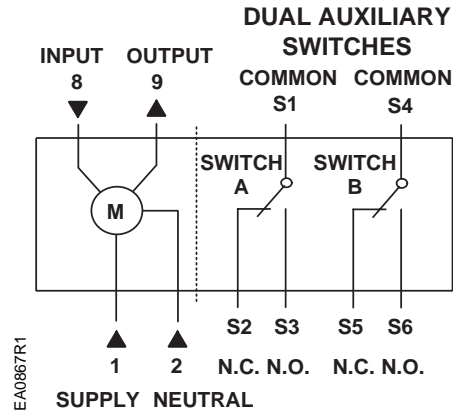 DUAL AUXILIARY
SWITCHES
INPUT OUTPUT
8 9
COMMON COMMON
S1 S4
SWITCH SWITCH
A B
M
S2 S3 S5 S6
1 2
N.C. N.O. N.C. N.O.
SUPPLY NEUTRAL
EA0867R1